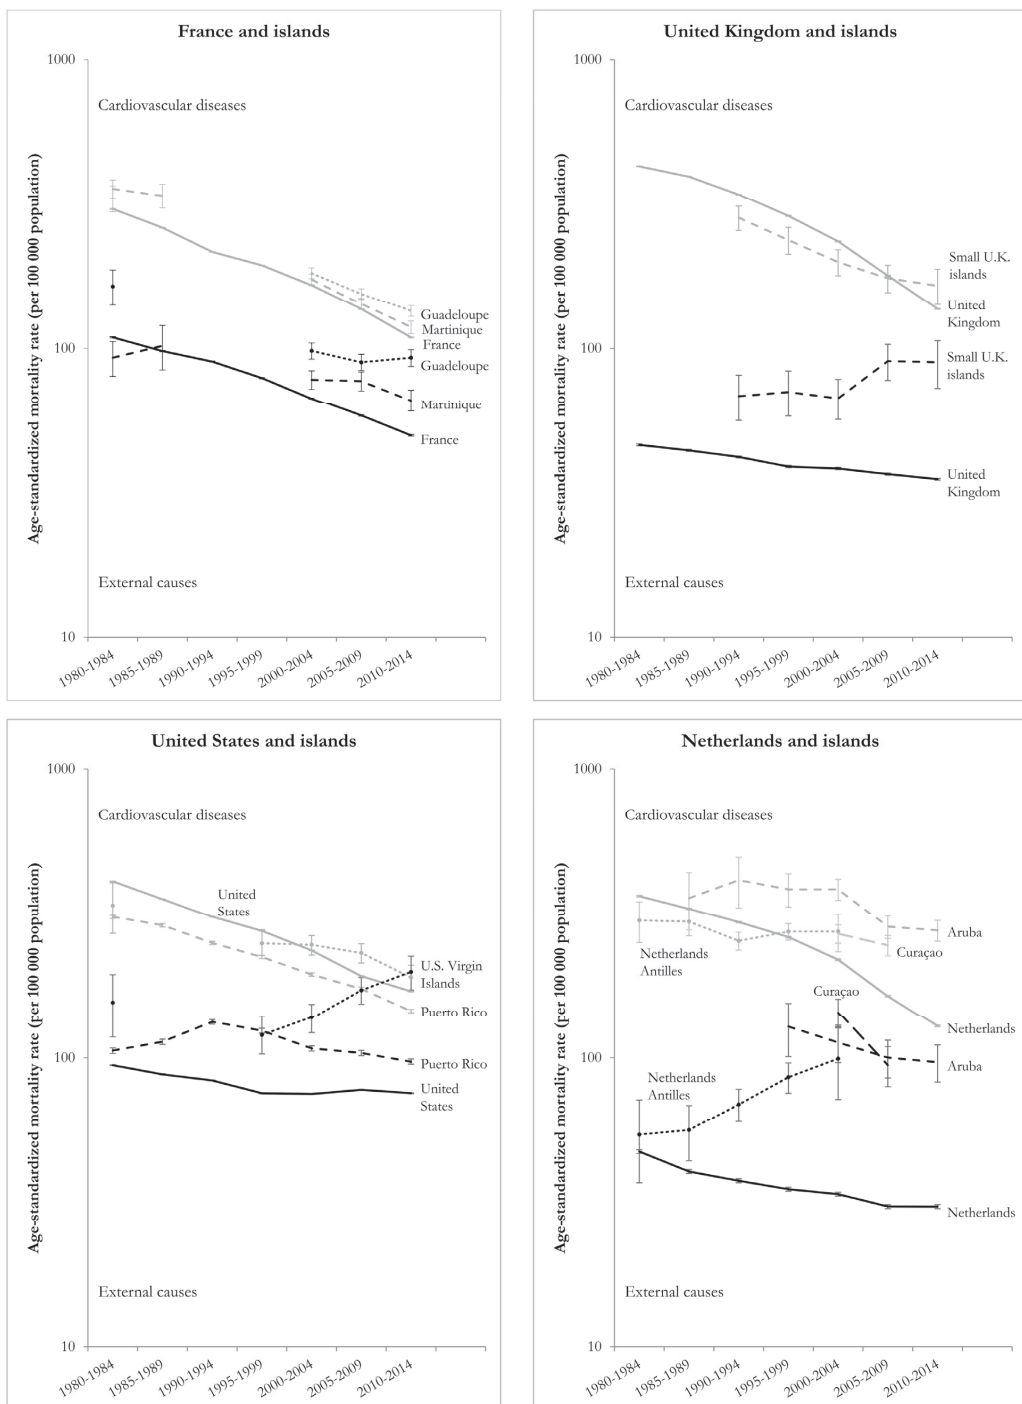 France and islands
Age-standardized mortality rate (per 100 000 population)
1000
100
10
Cardiovascular diseases
Guadeloupe
Martinique
France
Guadeloupe
Martinique
France
External causes
1980-1984
1985-1989
1990-1994
1995-1999
2000-2004
2005-2009
2010-2014
United Kingdom and islands
Age-standardized mortality rate (per 100 000 population)
1000
100
10
Cardiovascular diseases
Small U.K.
islands
United
Kingdom
Small U.K.
islands
United
Kingdom
External causes
1980-1984
1985-1989
1990-1994
1995-1999
2000-2004
2005-2009
2010-2014
United States and islands
Age-standardized mortality rate (per 100 000 population)
1000
100
10
Cardiovascular diseases
United
States
U.S. Virgin
Islands
Puerto Rico
Puerto Rico
United
States
External causes
1980-1984
1985-1989
1990-1994
1995-1999
2000-2004
2005-2009
2010-2014
Netherlands and islands
Age-standardized mortality rate (per 100 000 population)
1000
100
10
Cardiovascular diseases
Aruba
Curaçao
Netherlands
Antilles
Curaçao
Netherlands
Aruba
Netherlands
Antilles
Netherlands
External causes
1980-1984
1985-1989
1990-1994
1995-1999
2000-2004
2005-2009
2010-2014